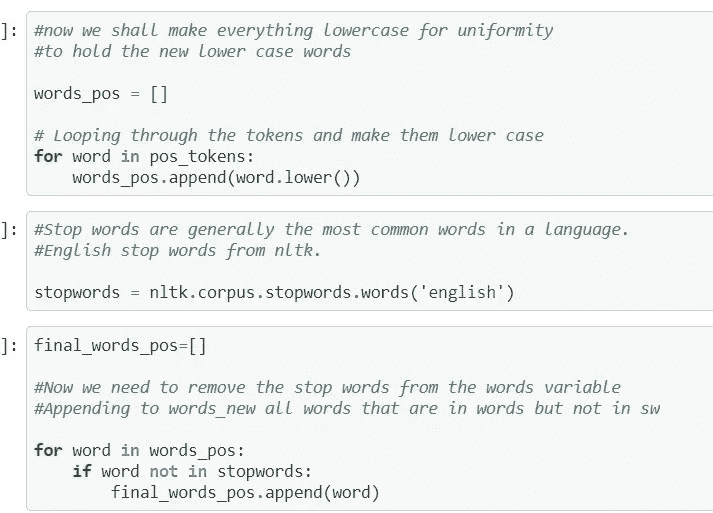 ]: #now we shall make everything lowercase for uniformity
#to hold the new lower case words
words_pos = []
# Looping through the tokens and make them lower case
for word in pos_tokens:
    words_pos.append(word.lower())
]: #Stop words are generally the most common words in a language.
#English stop words from nltk.
stopwords = nltk.corpus.stopwords.words('english')
]: final_words_pos=[]
#Now we need to remove the stop words from the words variable
#Appending to words_new all words that are in words but not in sw
for word in words_pos:
    if word not in stopwords:
        final_words_pos.append(word)